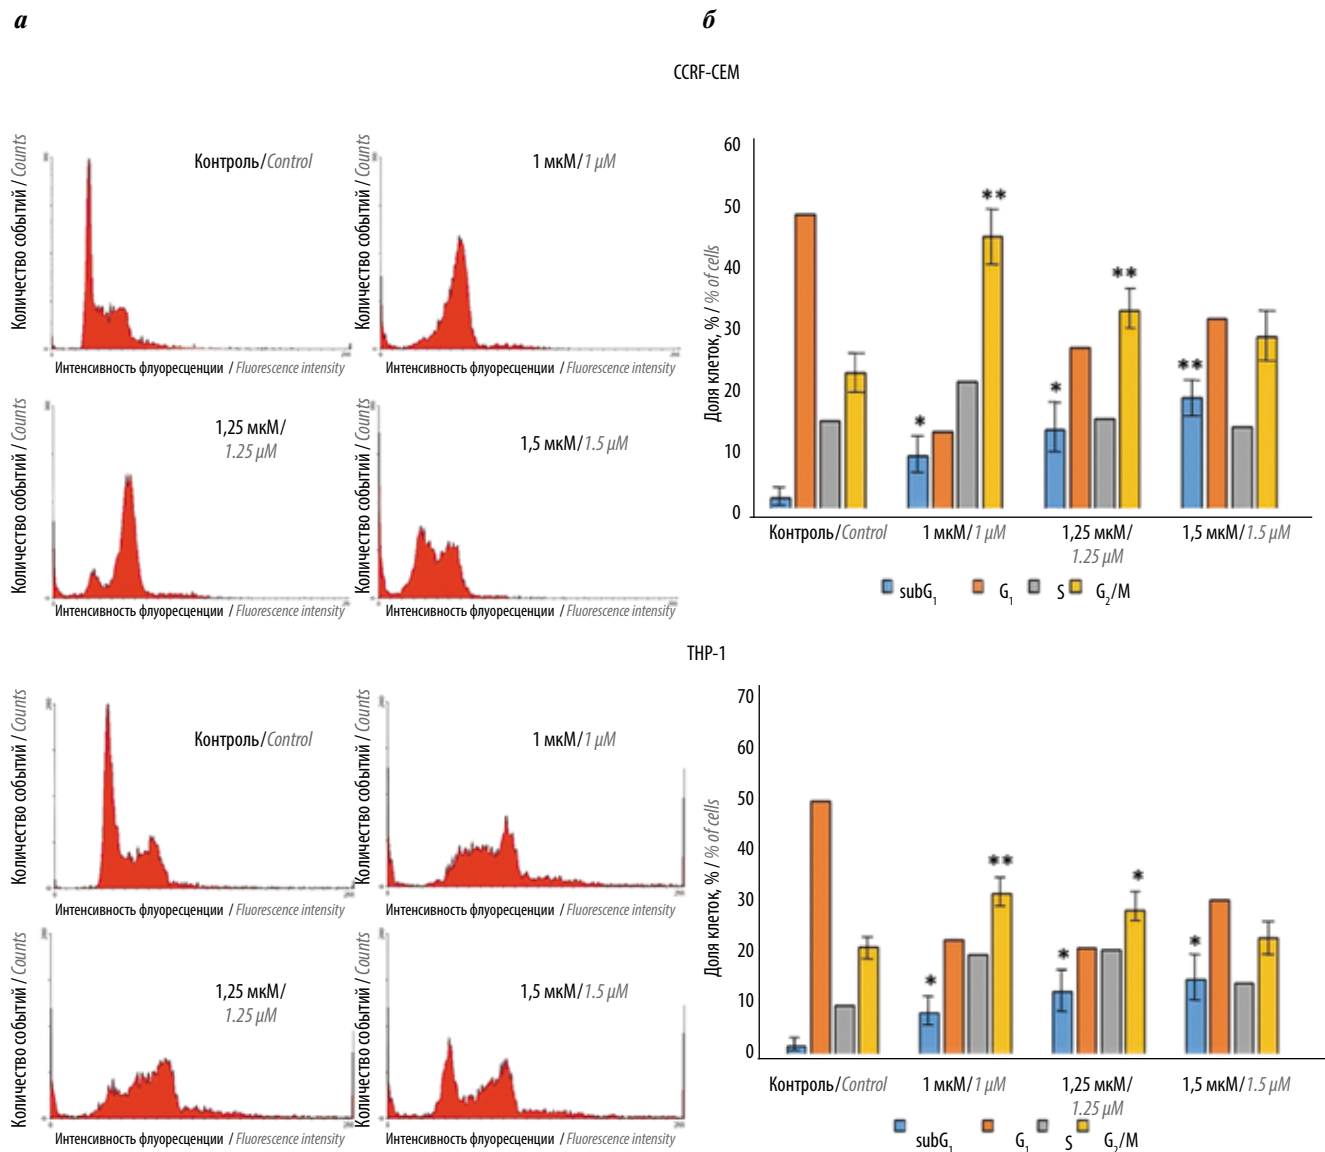 а
б
CCRF-CEM
Количество событий / Counts
Контроль/Control
Интенсивность флуоресценции / Fluorescence intensity
Количество событий / Counts
1 мкМ/1 µM
Интенсивность флуоресценции / Fluorescence intensity
Количество событий / Counts
1,25 мкМ/
1.25 µM
Интенсивность флуоресценции / Fluorescence intensity
Количество событий / Counts
1,5 мкМ/1.5 µM
Интенсивность флуоресценции / Fluorescence intensity
Доля клеток, % / % of cells
60
50
40
30
20
10
0
*
**
*
**
**
Контроль/Control
1 мкМ/1 µM
1,25 мкМ/
1.25 µM
1,5 мкМ/1.5 µM
subG1 G1 S G2/M
THP-1
Количество событий / Counts
Контроль/Control
Интенсивность флуоресценции / Fluorescence intensity
Количество событий / Counts
1 мкМ/1 µM
Интенсивность флуоресценции / Fluorescence intensity
Количество событий / Counts
1,25 мкМ/
1.25 µM
Интенсивность флуоресценции / Fluorescence intensity
Количество событий / Counts
1,5 мкМ/1.5 µM
Интенсивность флуоресценции / Fluorescence intensity
Доля клеток, % / % of cells
70
60
50
40
30
20
10
0
*
**
*
*
*
Контроль/Control
1 мкМ/1 µM
1,25 мкМ/
1.25 µM
1,5 мкМ/1.5 µM
subG1 G1 S G2/M